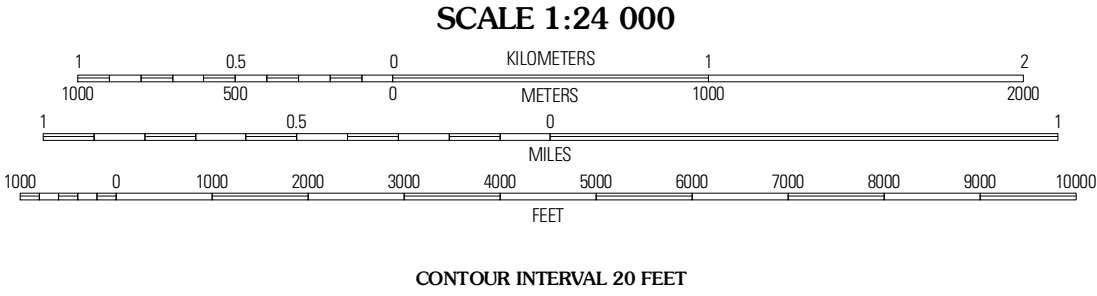 SCALE 1:24 000
1 0.5 0 KILOMETERS 1 2
1000 500 0 METERS 1000 2000
1 0.5 0 1
MILES
1000 0 1000 2000 3000 4000 5000 6000 7000 8000 9000 10000
FEET
CONTOUR INTERVAL 20 FEET